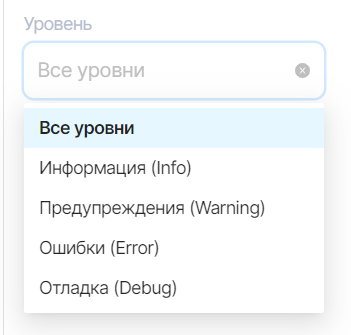 Уровень
Все уровни
Все уровни
Информация (Info)
Предупреждения (Warning)
Ошибки (Error)
Отладка (Debug)